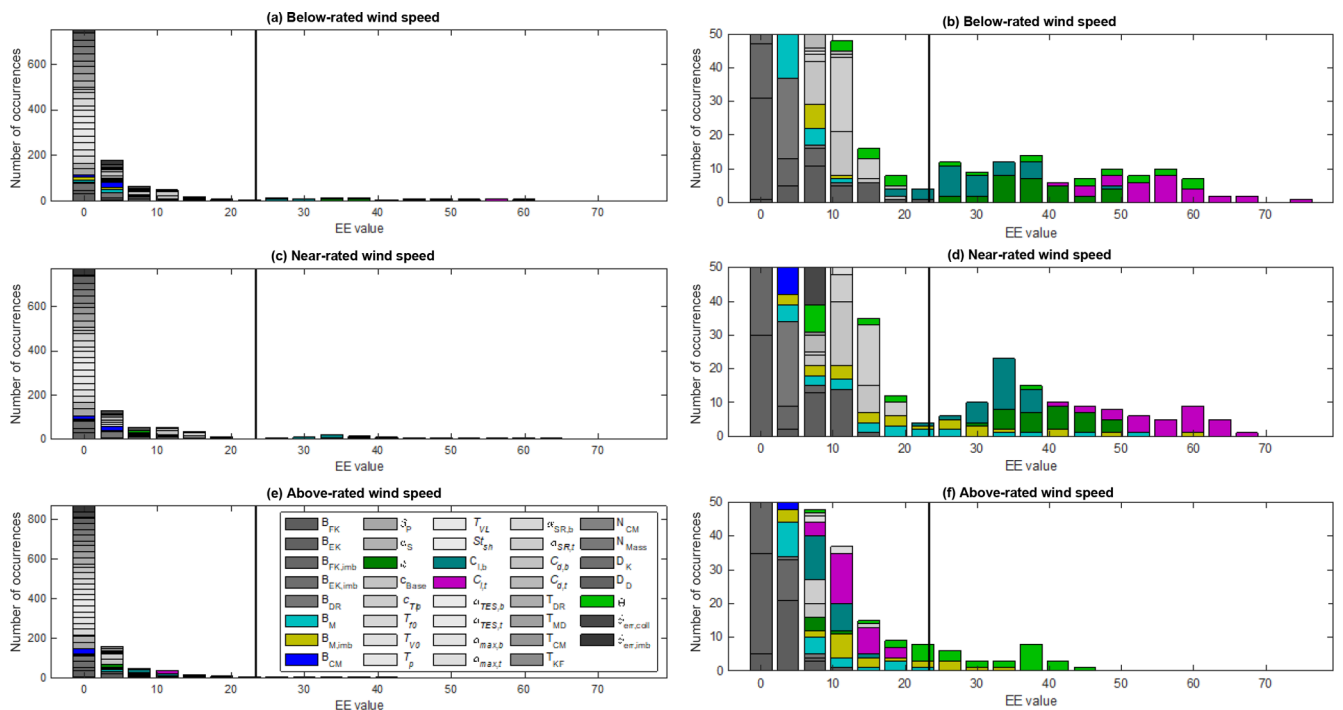 (a) Below-rated wind speed
Number of occurrences
600
400
200
0
0 10 20 30 40 50 60 70
EE value
(b) Below-rated wind speed
Number of occurrences
50
40
30
20
10
0
0 10 20 30 40 50 60 70
EE value
(c) Near-rated wind speed
Number of occurrences
600
400
200
0
0 10 20 30 40 50 60 70
EE value
(d) Near-rated wind speed
Number of occurrences
50
40
30
20
10
0
0 10 20 30 40 50 60 70
EE value
(e) Above-rated wind speed
Number of occurrences
800
600
400
200
0
0 10 20 30 40 50 60 70
EE value
B_FK
B_EK
B_FK,imb
B_EK,imb
B_DR
B_M
B_M,imb
B_CM
c_Base
c_Tip
T_f0
T_V0
T_p
T_VL
St_sh
C_l,b
C_l,t
α_TES,b
α_TES,t
α_max,b
α_max,t
α_SR,b
α_SR,t
C_d,b
C_d,t
T_DR
T_MD
T_CM
T_KF
N_CM
N_Mass
D_K
D_D
(f) Above-rated wind speed
Number of occurrences
50
40
30
20
10
0
0 10 20 30 40 50 60 70
EE value